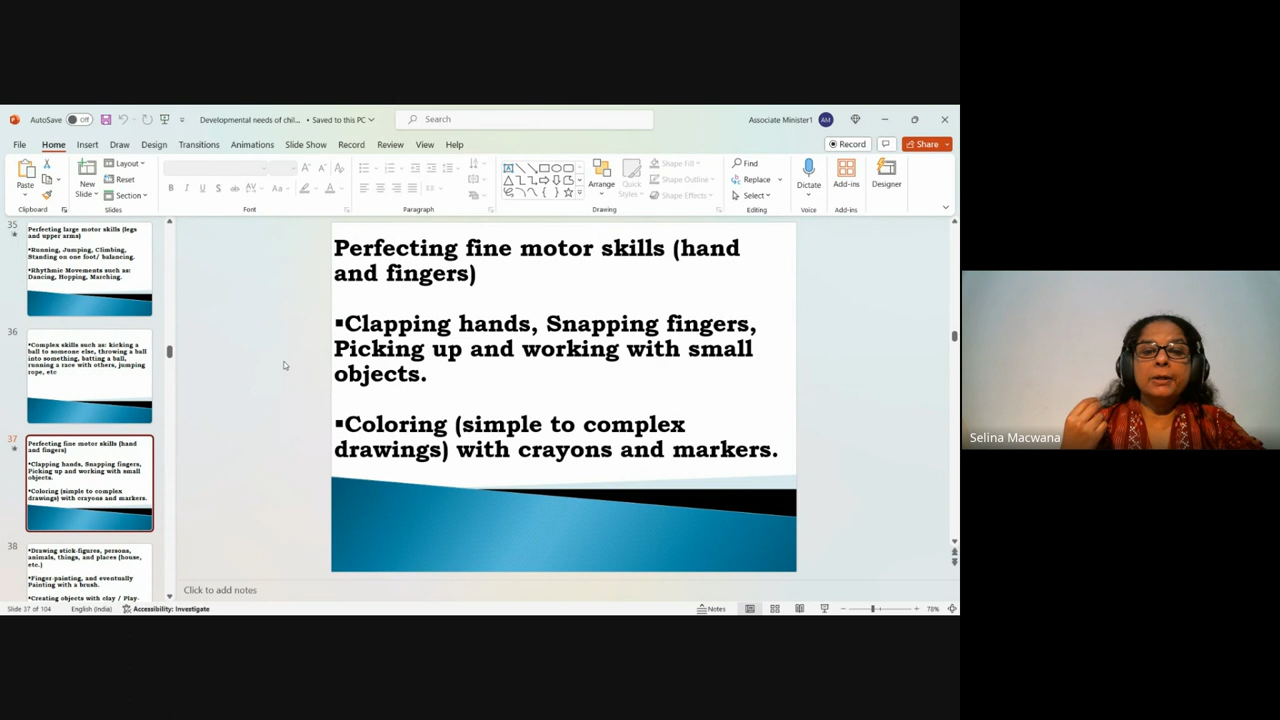 AutoSave Off Developmental needs of chil... • Saved to this PC Search Associate Minister1 AM
File Home Insert Draw Design Transitions Animations Slide Show Record Review View Help Record Share
Paste New Slide Layout Reset Section B I U S ab AV Aa A Arrange Quick Styles Shape Fill Shape Outline Shape Effects Find Replace Select Dictate Add-ins Designer
Clipboard Slides Font Paragraph Drawing Editing Voice Add-ins
35
Perfecting large motor skills (legs
and upper arms)
▪Running, Jumping, Climbing,
Standing on one foot/ balancing.
▪Rhythmic Movements such as:
Dancing, Hopping, Marching.
36
▪Complex skills such as: kicking a
ball to someone else, throwing a ball
into something, batting a ball,
running a race with others, jumping
rope, etc
37
Perfecting fine motor skills (hand
and fingers)
▪Clapping hands, Snapping fingers,
Picking up and working with small
objects.
▪Coloring (simple to complex
drawings) with crayons and markers.
38
▪Drawing stick-figures, persons,
animals, things, and places (house,
etc.)
▪Finger-painting, and eventually
Painting with a brush.
▪Creating objects with clay / Play-
Perfecting fine motor skills (hand
and fingers)
▪Clapping hands, Snapping fingers,
Picking up and working with small
objects.
▪Coloring (simple to complex
drawings) with crayons and markers.
Click to add notes
Slide 37 of 104 English (India) Accessibility: Investigate Notes 78%
Selina Macwana